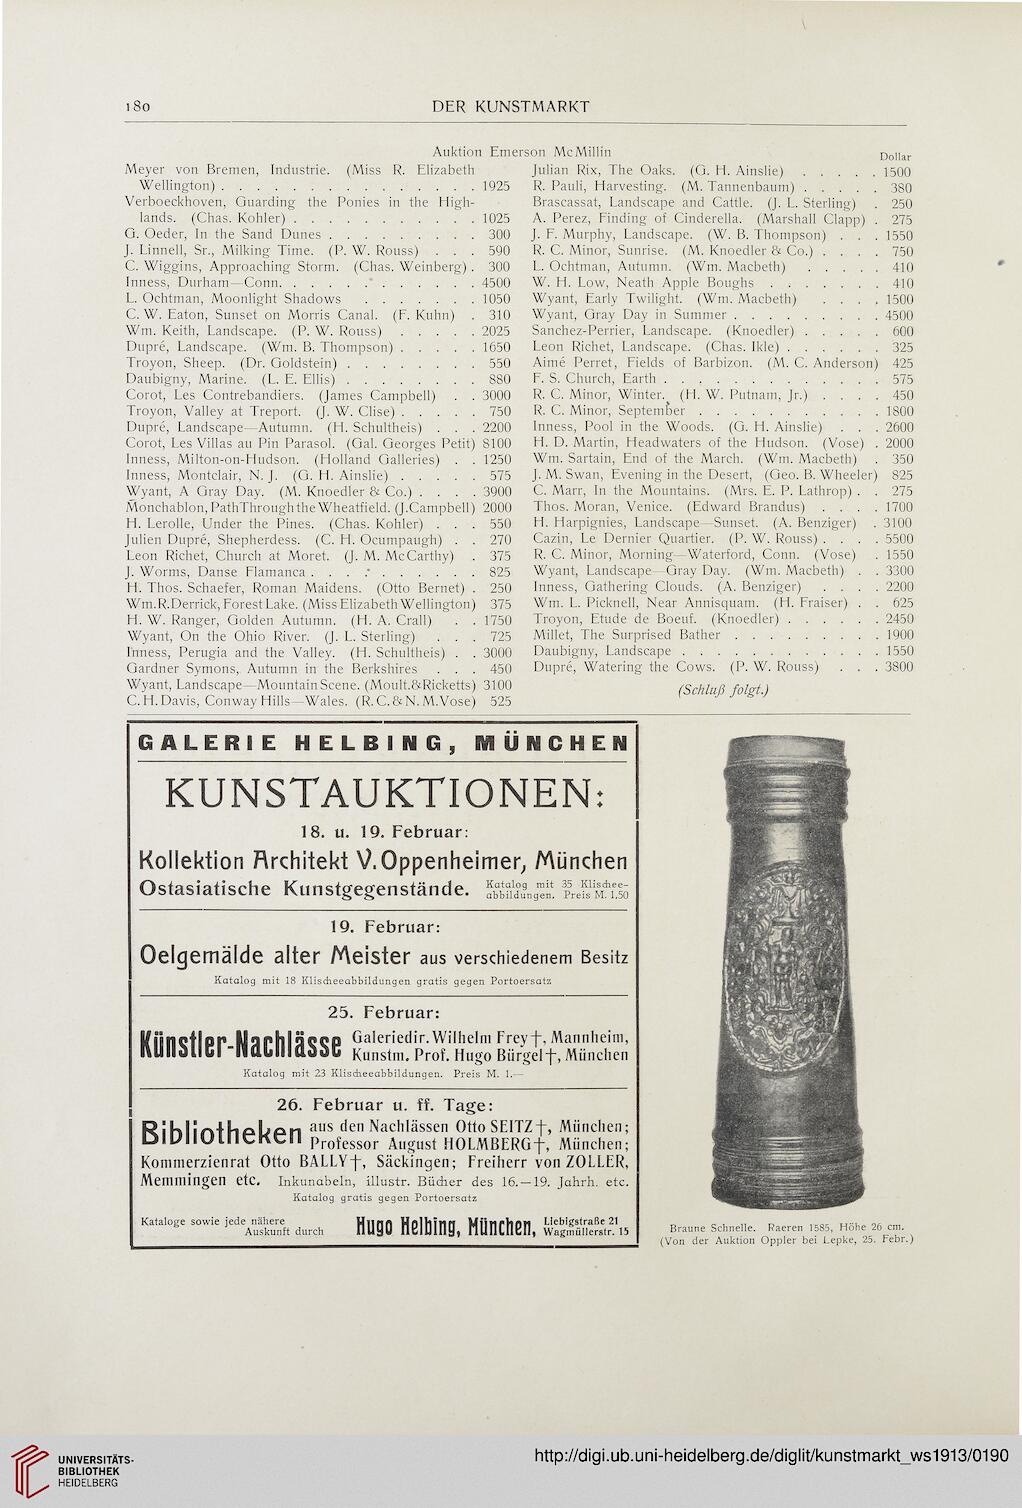 180
DER KUNSTMARKT
Auktion Emerson McMillin
Meyer von Bremen, Industrie. (Miss R. Elizabeth
Wellington) . . . . . . . . . . . . . . . . 1925
Verboeckhoven, Guarding the Ponies in the High-
lands. (Chas. Kohler) . . . . . . . . . . . 1025
G. Oeder, In the Sand Dunes . . . . . . . . . 300
J. Linnell, Sr., Milking Time. (P. W. Rouss) . . . 590
C. Wiggins, Approaching Storm. (Chas. Weinberg) . 300
Inness, Durham—Conn. . . . . . . . . . . . . 4500
L. Ochtman, Moonlight Shadows . . . . . . . 1050
C. W. Eaton, Sunset on Morris Canal. (F. Kuhn) . 310
Wm. Keith, Landscape. (P. W. Rouss) . . . . . 2025
Dupré, Landscape. (Wm. B. Thompson) . . . . . 1650
Troyon, Sheep. (Dr. Goldstein) . . . . . . . . 550
Daubigny, Marine. (L. E. Ellis) . . . . . . . . 880
Corot, Les Contrebandiers. (James Campbell) . . 3000
Troyon, Valley at Treport. (J. W. Clise) . . . . . 750
Dupré, Landscape—Autumn. (H. Schultheis) . . . 2200
Corot, Les Villas au Pin Parasol. (Gal. Georges Petit) 8100
Inness, Milton-on-Hudson. (Holland Galleries) . . 1250
Inness, Montclair, N. J. (G. H. Ainslie) . . . . . 575
Wyant, A Gray Day. (M. Knoedler & Co.) . . . . 3900
Monchablon, Path Through the Wheatfield. (J. Campbell) 2000
H. Lerolle, Under the Pines. (Chas. Kohler) . . . 550
Julien Dupré, Shepherdess. (C. H. Ocumpaugh) . . 270
Leon Richet, Church at Moret. (J. M. McCarthy) . 375
J. Worms, Danse Flamanca . . . . . . . . . . 825
H. Thos. Schaefer, Roman Maidens. (Otto Bernet) . 250
Wm. R. Derrick, Forest Lake. (Miss Elizabeth Wellington) 375
H. W. Ranger, Golden Autumn. (H. A. Crall) . . 1750
Wyant, On the Ohio River. (J. L. Sterling) . . . 725
Inness, Perugia and the Valley. (H. Schultheis) . . 3000
Gardner Symons, Autumn in the Berkshires . . . 450
Wyant, Landscape—Mountain Scene. (Moult. & Ricketts) 3100
C. H. Davis, Conway Hills—Wales. (R. C. & N. M. Vose) 525
Dollar
Julian Rix, The Oaks. (G. H. Ainslie) . . . . . 1500
R. Pauli, Harvesting. (M. Tannenbaum) . . . . . 380
Brascassat, Landscape and Cattle. (J. L. Sterling) . 250
A. Perez, Finding of Cinderella. (Marshall Clapp) . 275
J. F. Murphy, Landscape. (W. B. Thompson) . . . 1550
R. C. Minor, Sunrise. (M. Knoedler & Co.) . . . . 750
L. Ochtman, Autumn. (Wm. Macbeth) . . . . . 410
W. H. Low, Neath Apple Boughs . . . . . . . 410
Wyant, Early Twilight. (Wm. Macbeth) . . . . 1500
Wyant, Gray Day in Summer . . . . . . . . . 4500
Sanchez-Perrier, Landscape. (Knoedler) . . . . . 600
Leon Richet, Landscape. (Chas. Ikle) . . . . . . 325
Aimé Perret, Fields of Barbizon. (M. C. Anderson) 425
F. S. Church, Earth . . . . . . . . . . . . . 575
R. C. Minor, Winter. (H. W. Putnam, Jr.) . . . . 450
R. C. Minor, September . . . . . . . . . . . 1800
Inness, Pool in the Woods. (G. H. Ainslie) . . . 2600
H. D. Martin, Headwaters of the Hudson. (Vose) . 2000
Wm. Sartain, End of the March. (Wm. Macbeth) . 350
J. M. Swan, Evening in the Desert, (Geo. B. Wheeler) 825
C. Marr, In the Mountains. (Mrs. E. P. Lathrop) . . 275
Thos. Moran, Venice. (Edward Brandus) . . . . 1700
H. Harpignies, Landscape—Sunset. (A. Benziger) . 3100
Cazin, Le Dernier Quartier. (P. W. Rouss) . . . . 5500
R. C. Minor, Morning—Waterford, Conn. (Vose) . 1550
Wyant, Landscape—Gray Day. (Wm. Macbeth) . . 3300
Inness, Gathering Clouds. (A. Benziger) . . . . 2200
Wm. L. Picknell, Near Annisquam. (H. Fraiser) . . 625
Troyon, Etude de Boeuf. (Knoedler) . . . . . . 2450
Millet, The Surprised Bather . . . . . . . . . 1900
Daubigny, Landscape . . . . . . . . . . . . 1550
Dupré, Watering the Cows. (P. W. Rouss) . . . 3800
(Schluß folgt.)
GALERIE HELBING, MÜNCHEN
KUNSTAUKTIONEN:
18. u. 19. Februar:
Kollektion Architekt V. Oppenheimer, München
Ostasiatische Kunstgegenstände. Katalog mit 35 Klischee-
abbildungen. Preis M. 1.50
19. Februar:
Oelgemälde alter Meister aus verschiedenem Besitz
Katalog mit 18 Klischeeabbildungen gratis gegen Portoersatz
25. Februar:
Künstler-Nachlässe Galeriedir. Wilhelm Frey †, Mannheim,
Kunstm. Prof. Hugo Bürgel †, München
Katalog mit 23 Klischeeabbildungen. Preis M. 1.—
26. Februar u. ff. Tage:
Bibliotheken aus den Nachlässen Otto SEITZ †, München;
Professor August HOLMBERG †, München;
Kommerzienrat Otto BALLY †, Säckingen; Freiherr von ZOLLER,
Memmingen etc. Inkunabeln, illustr. Bücher des 16.—19. Jahrh. etc.
Katalog gratis gegen Portoersatz
Kataloge sowie jede nähere
Auskunft durch
Hugo Helbing, München, Liebigstraße 21
Wagmüllerstr. 15
Braune Schnelle. Raeren 1585, Höhe 26 cm.
(Von der Auktion Oppler bei Lepke, 25. Febr.)
UNIVERSITÄTS-
BIBLIOTHEK
HEIDELBERG
http://digi.ub.uni-heidelberg.de/diglit/kunstmarkt_ws1913/0190